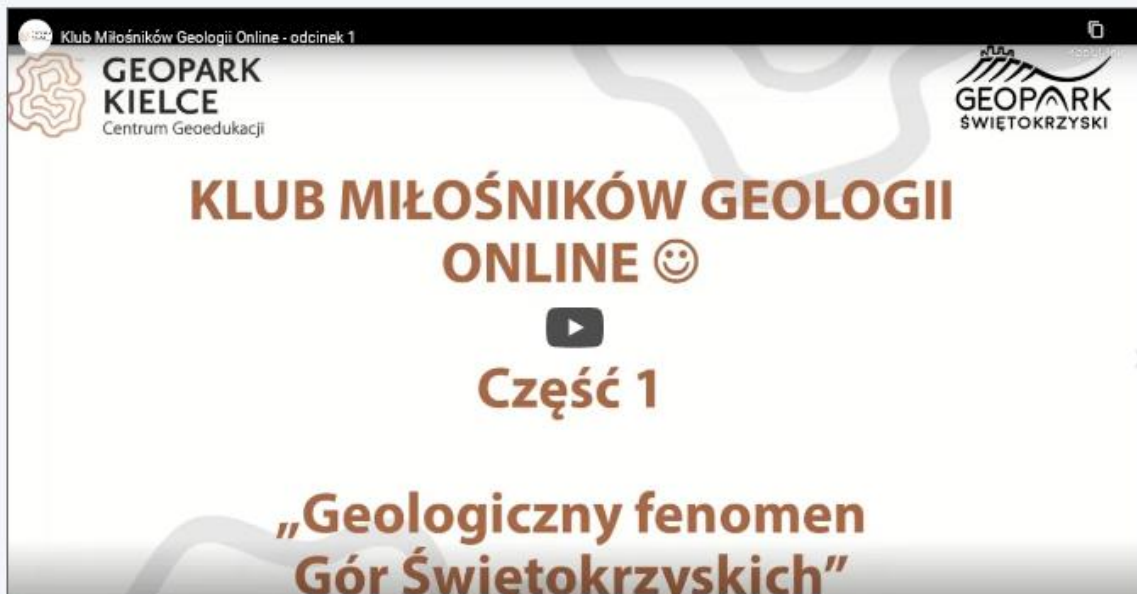 Klub Miłośników Geologii Online - odcinek 1
GEOPARK
KIELCE
Centrum Geoedukacji
GEOPARK
ŚWIĘTOKRZYSKI
KLUB MIŁOŚNIKÓW GEOLOGII
ONLINE ☺
Część 1
„Geologiczny fenomen
Gór Świętokrzyskich”